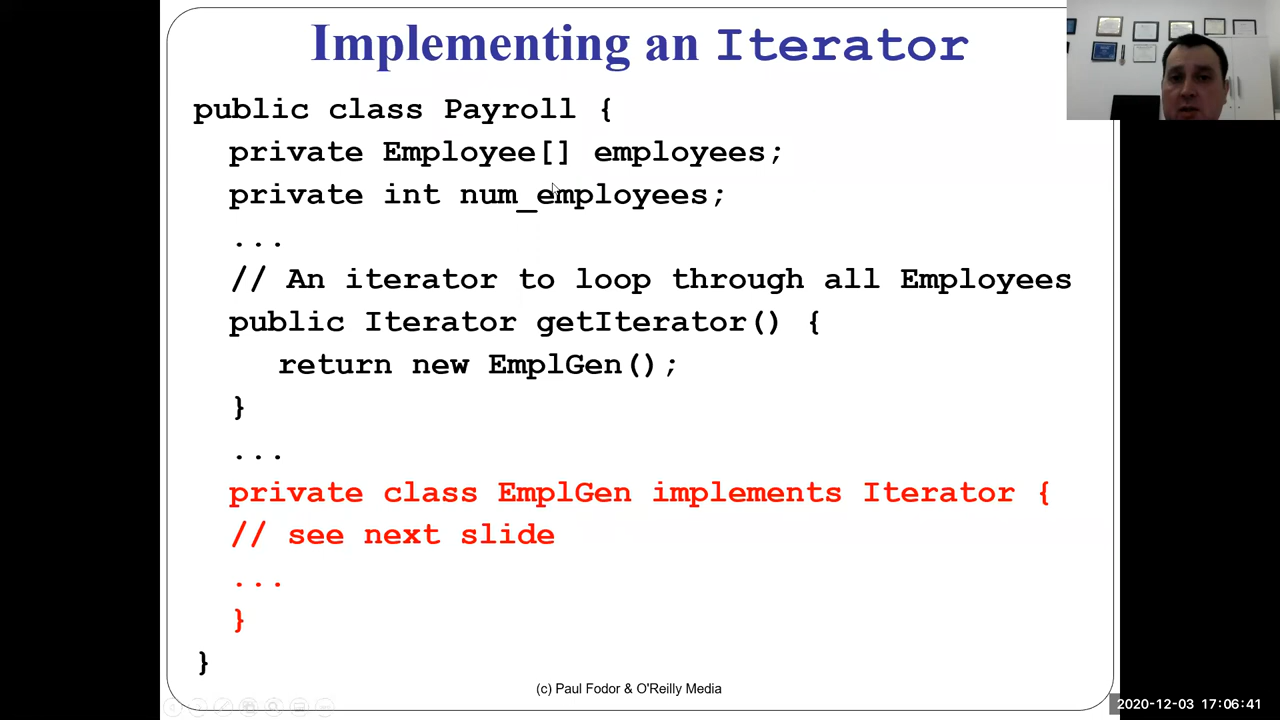 Implementing an Iterator
public class Payroll {
private Employee[] employees;
private int num_employees;
...
// An iterator to loop through all Employees
public Iterator getIterator() {
return new EmplGen();
}
...
private class EmplGen implements Iterator {
// see next slide
...
}
}
(c) Paul Fodor & O'Reilly Media
2020-12-03 17:06:41